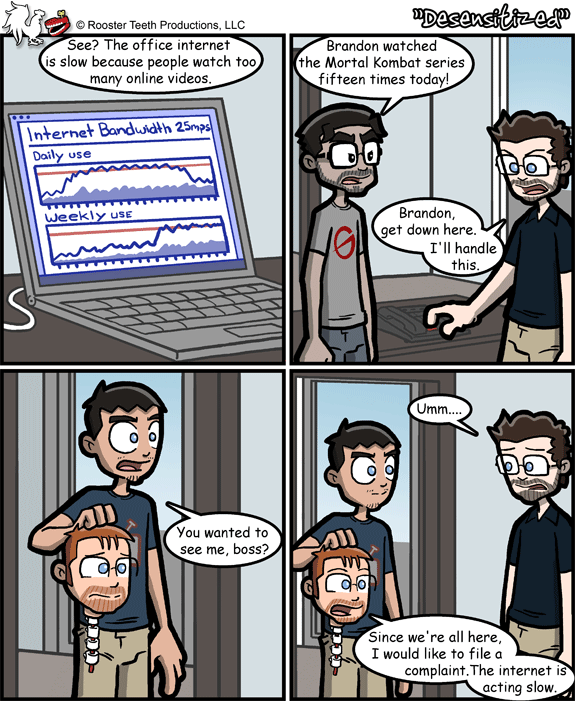 © Rooster Teeth Productions, LLC
"Desensitized"
See? The office internet
is slow because people watch too
many online videos.
Internet Bandwidth 25mps
Daily use
Weekly use
Brandon watched
the Mortal Kombat series
fifteen times today!
Brandon,
get down here.
I'll handle
this.
You wanted to
see me, boss?
Umm....
Since we're all here,
I would like to file a
complaint.The internet is
acting slow.